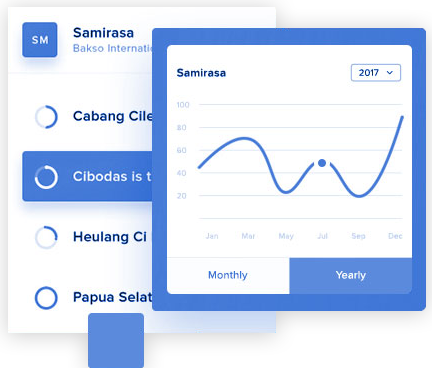 SM
Samirasa
Bakso Internatio
Cabang Cile
Cibodas is t
Heulang Ci
Papua Selat
Samirasa
2017
100
80
60
40
20
Jan Mar May Jul Sep Dec
Monthly Yearly